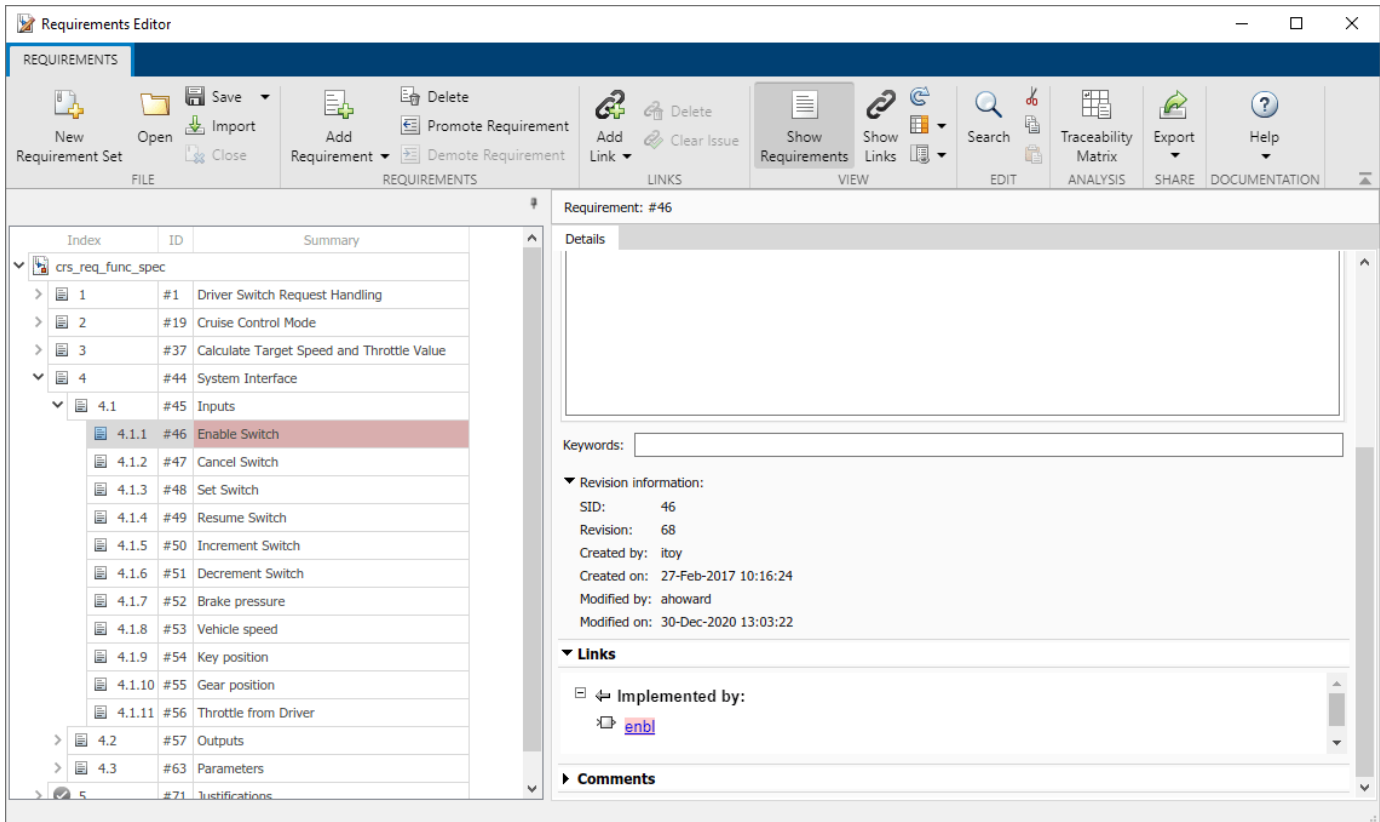 Requirements Editor
REQUIREMENTS
New Requirement Set
Open
Save
Import
Close
FILE
Add Requirement
Delete
Promote Requirement
Demote Requirement
REQUIREMENTS
Add Link
Delete
Clear Issue
LINKS
Show Requirements
Show Links
VIEW
Search
EDIT
Traceability Matrix
ANALYSIS
Export
SHARE
Help
DOCUMENTATION
Index ID Summary
crs_req_func_spec
1 #1 Driver Switch Request Handling
2 #19 Cruise Control Mode
3 #37 Calculate Target Speed and Throttle Value
4 #44 System Interface
4.1 #45 Inputs
4.1.1 #46 Enable Switch
4.1.2 #47 Cancel Switch
4.1.3 #48 Set Switch
4.1.4 #49 Resume Switch
4.1.5 #50 Increment Switch
4.1.6 #51 Decrement Switch
4.1.7 #52 Brake pressure
4.1.8 #53 Vehicle speed
4.1.9 #54 Key position
4.1.10 #55 Gear position
4.1.11 #56 Throttle from Driver
4.2 #57 Outputs
4.3 #63 Parameters
5 #71 Justifications
Requirement: #46
Details
Keywords:
Revision information:
SID: 46
Revision: 68
Created by: itoy
Created on: 27-Feb-2017 10:16:24
Modified by: ahoward
Modified on: 30-Dec-2020 13:03:22
Links
Implemented by:
enbl
Comments